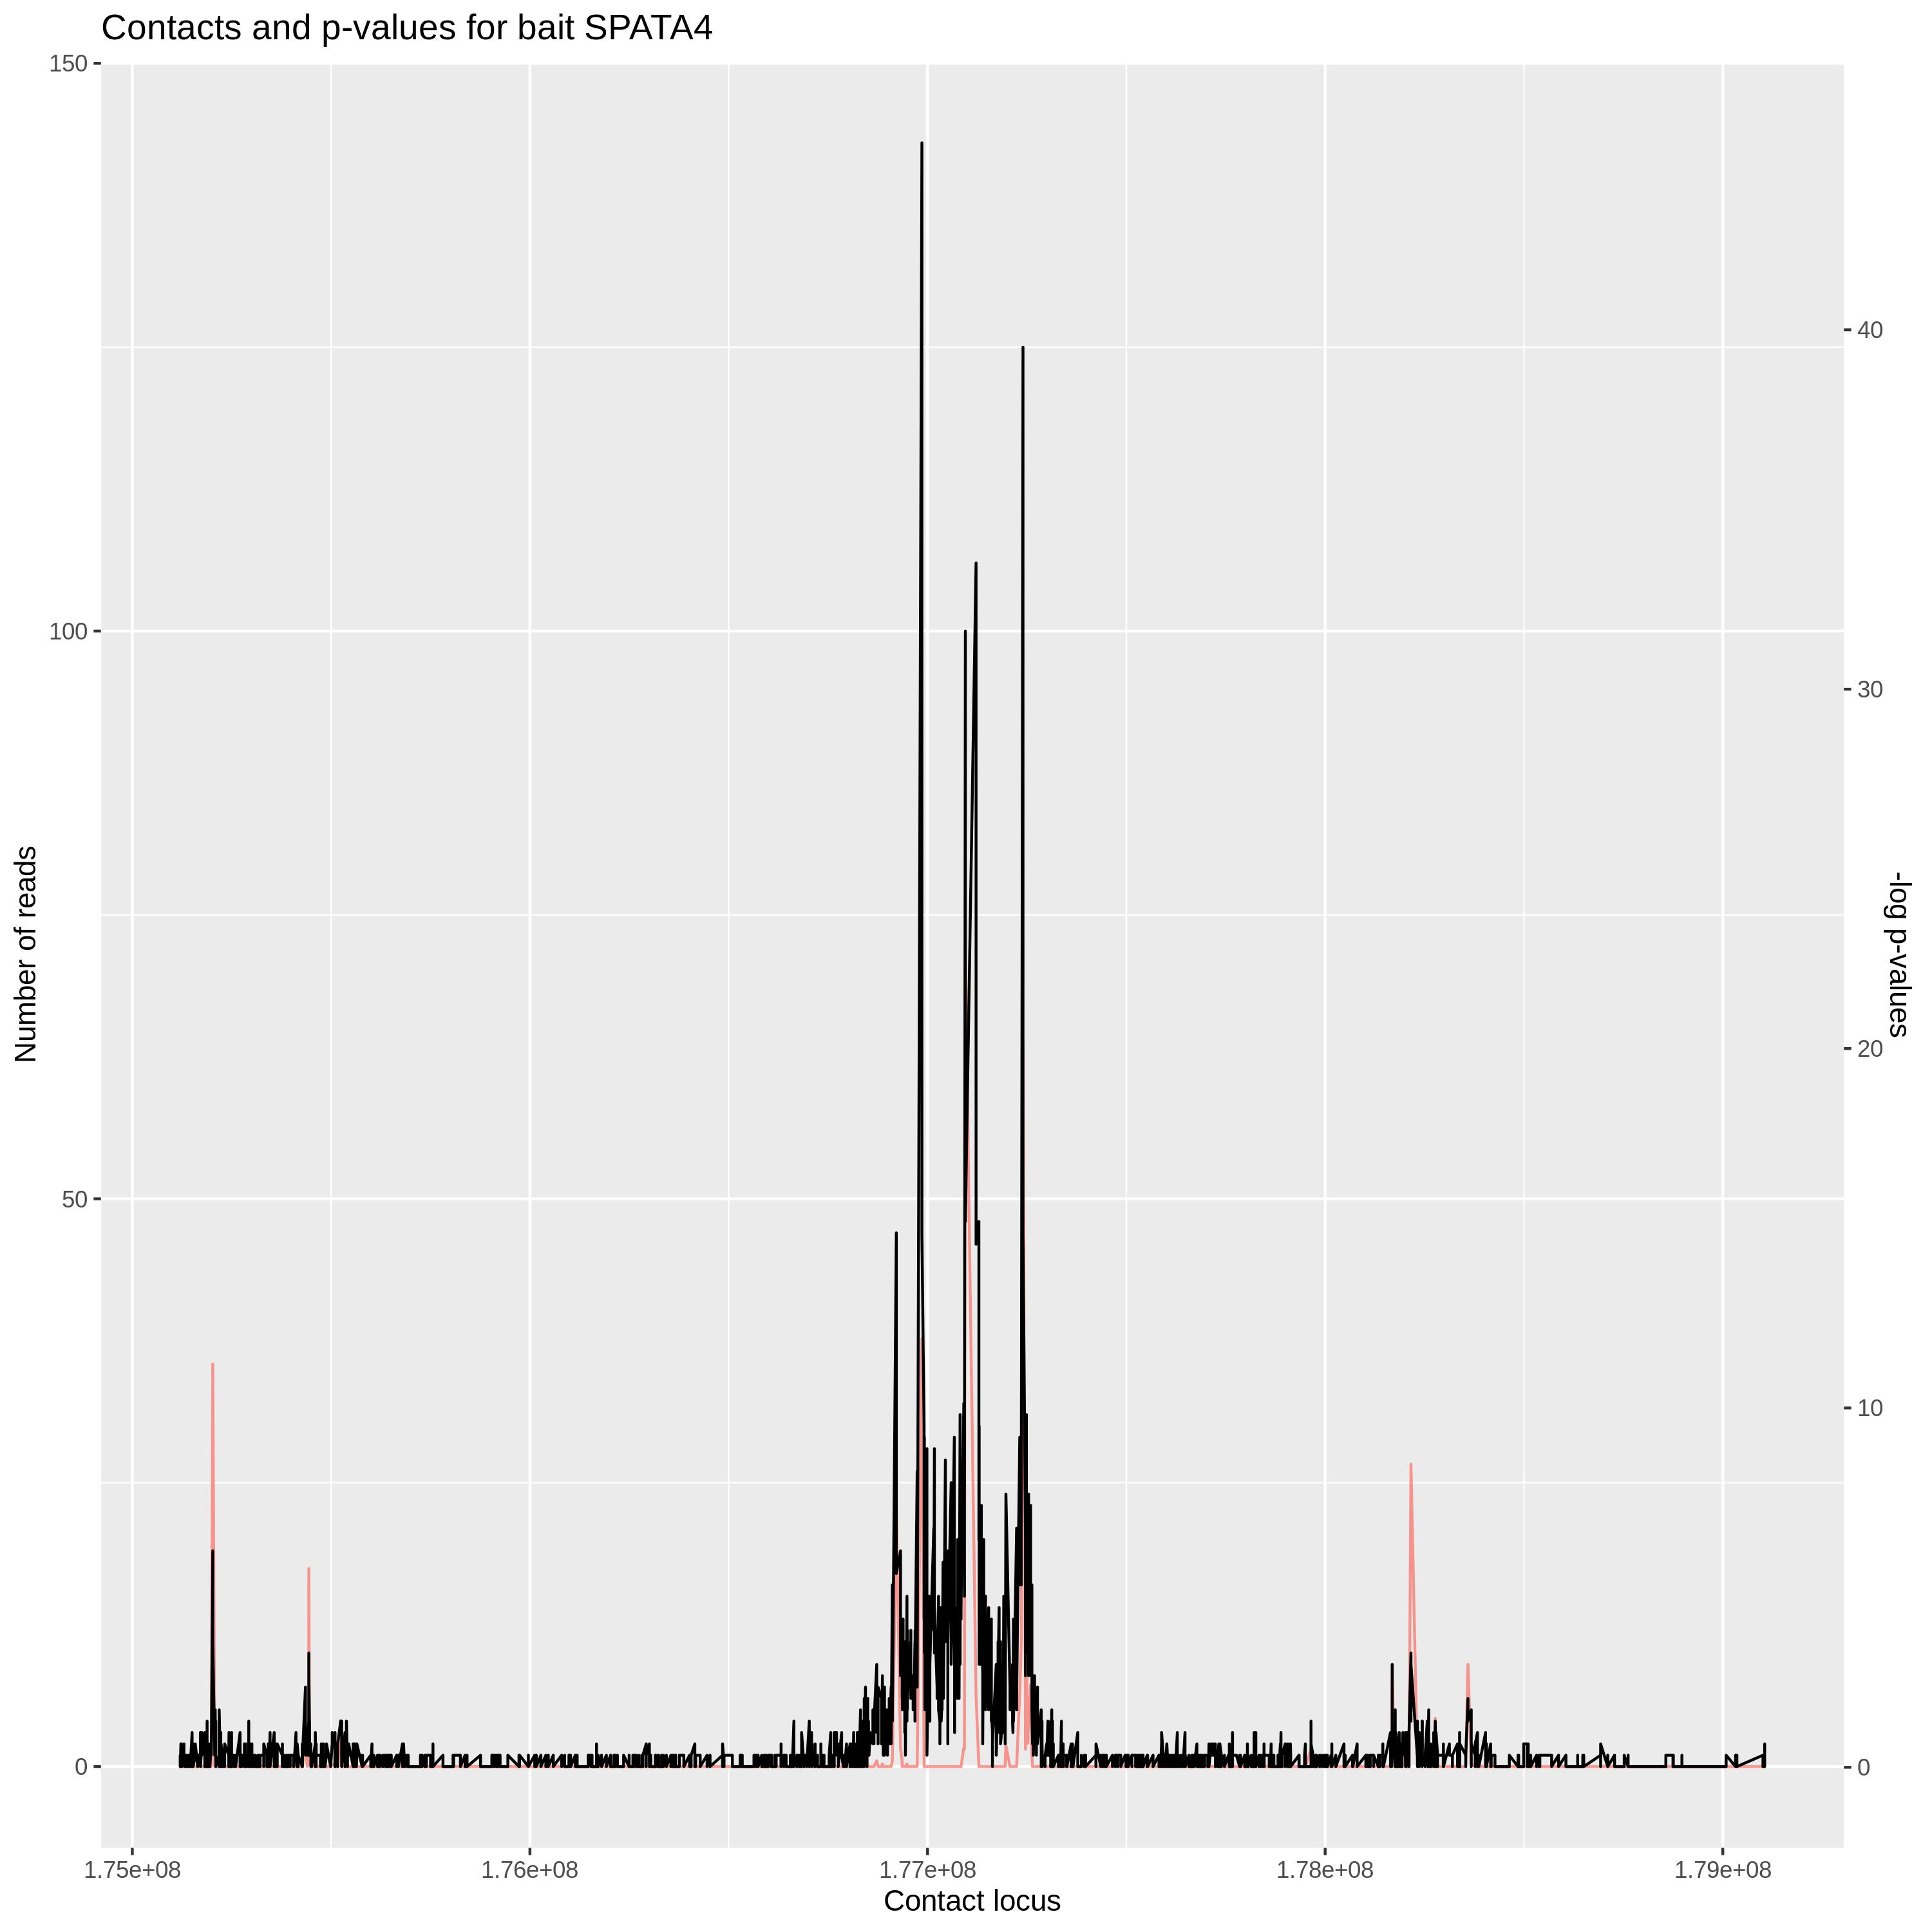 Contacts and p-values for bait SPATA4
150
100
50
0
Number of reads
40
30
20
10
0
-log p-values
1.75e+08 1.76e+08 1.77e+08 1.78e+08 1.79e+08
Contact locus